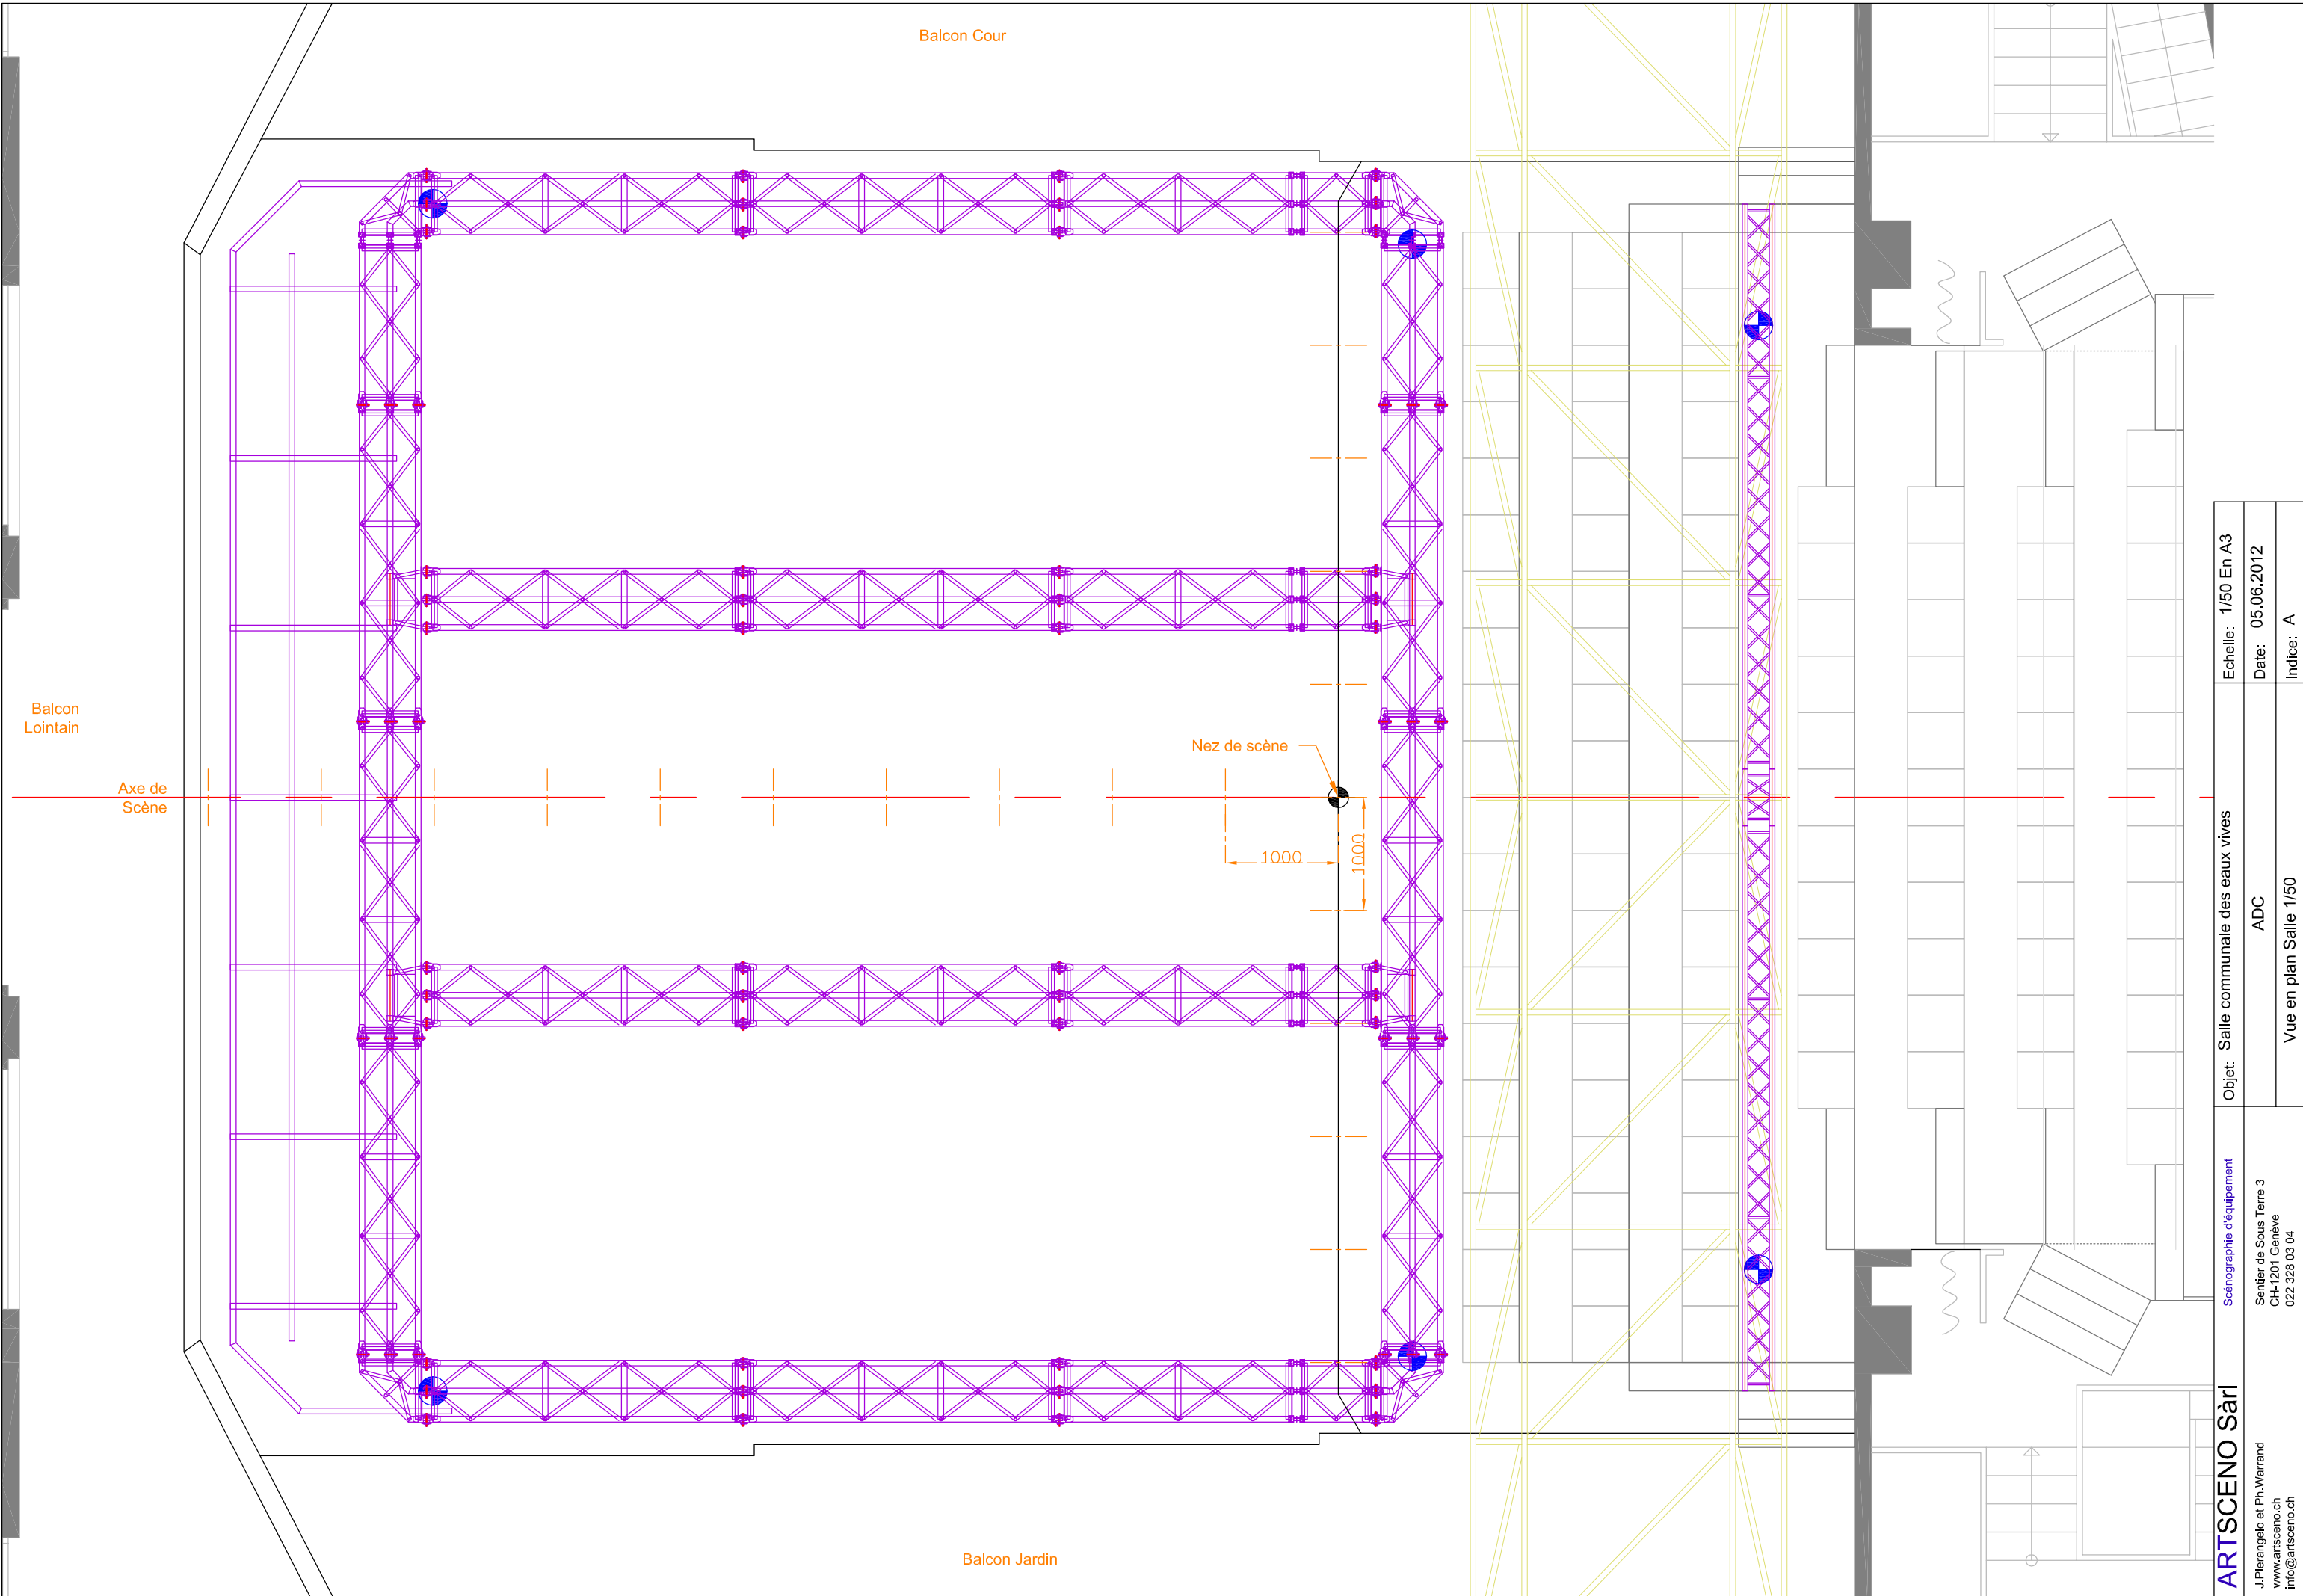 Balcon Cour
Balcon
Lointain
Axe de
Scène
Nez de scène
1000
1000
Balcon Jardin
Objet: Salle communale des eaux vives
ADC
Vue en plan Salle 1/50
Echelle: 1/50 En A3
Date: 05.06.2012
Indice: A
ARTSCENO Sàrl
Scénographie d'équipement
J.Pierangelo et Ph.Warrand
www.artsceno.ch
info@artsceno.ch
Sentier de Sous Terre 3
CH-1201 Genève
022 328 03 04